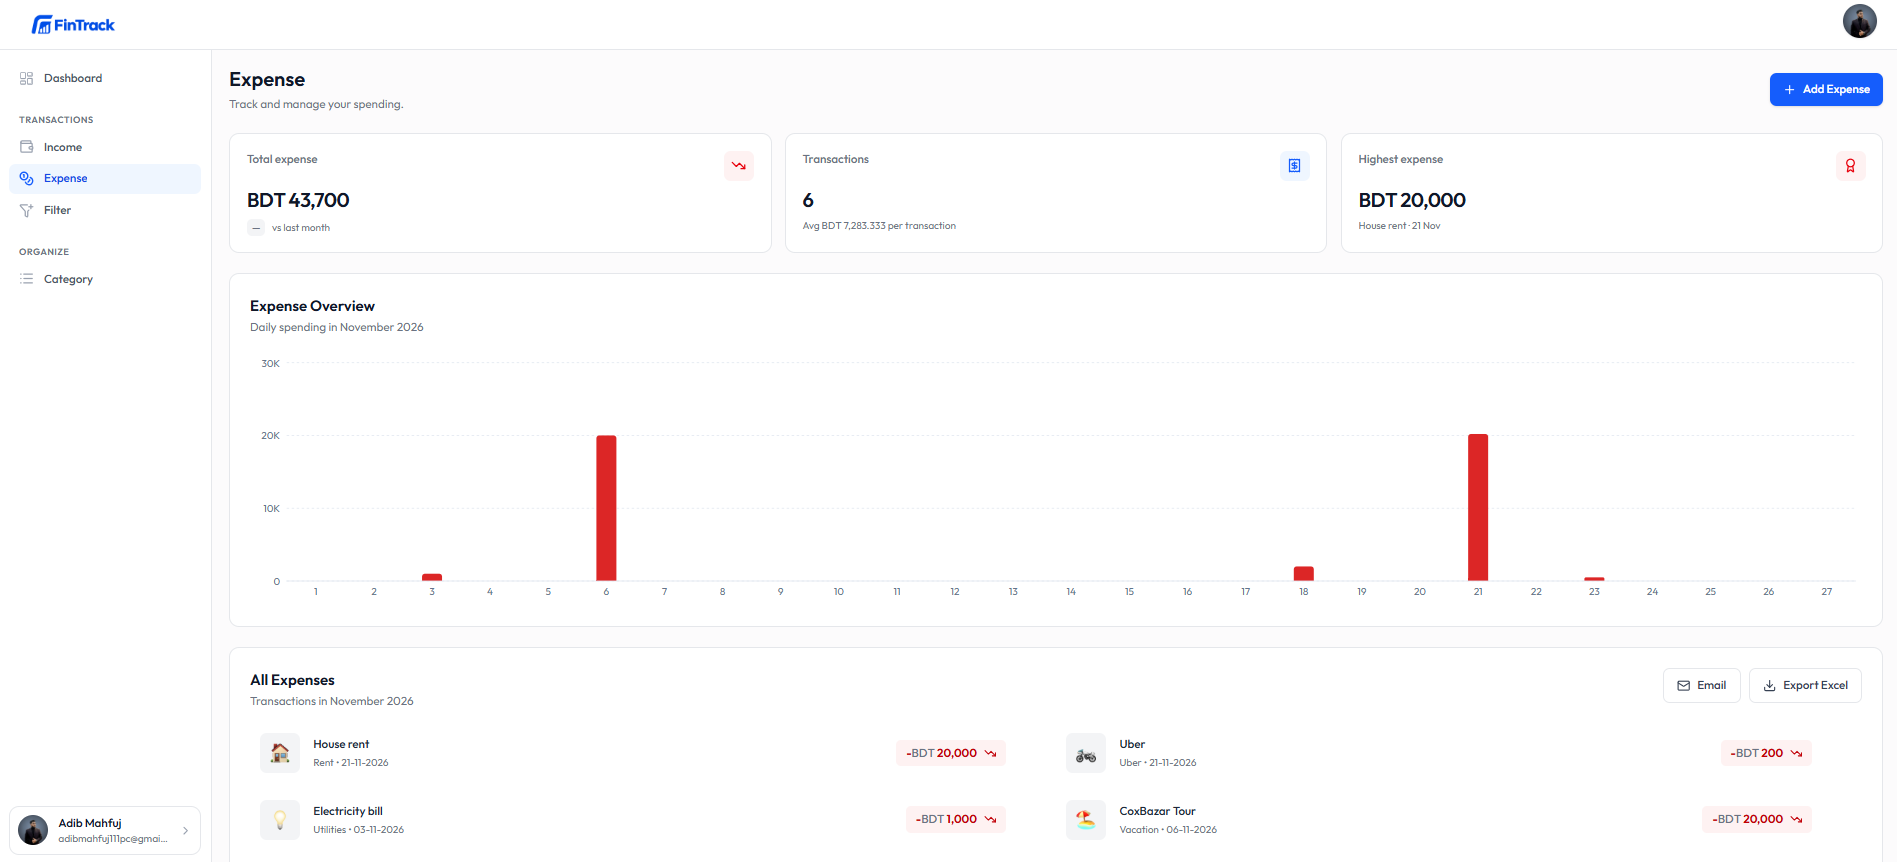 FinTrack
Dashboard
TRANSACTIONS
Income
Expense
Filter
ORGANIZE
Category
Adib Mahfuj
adibmahfuj111pc@gmai...
Expense
Track and manage your spending.
Add Expense
Total expense
BDT 43,700
— vs last month
Transactions
6
Avg BDT 7,283.333 per transaction
Highest expense
BDT 20,000
House rent · 21 Nov
Expense Overview
Daily spending in November 2026
30K
20K
10K
0
1 2 3 4 5 6 7 8 9 10 11 12 13 14 15 16 17 18 19 20 21 22 23 24 25 26 27
All Expenses
Transactions in November 2026
Email
Export Excel
House rent
Rent • 21-11-2026
-BDT 20,000
Uber
Uber • 21-11-2026
-BDT 200
Electricity bill
Utilities • 03-11-2026
-BDT 1,000
CoxBazar Tour
Vacation • 06-11-2026
-BDT 20,000